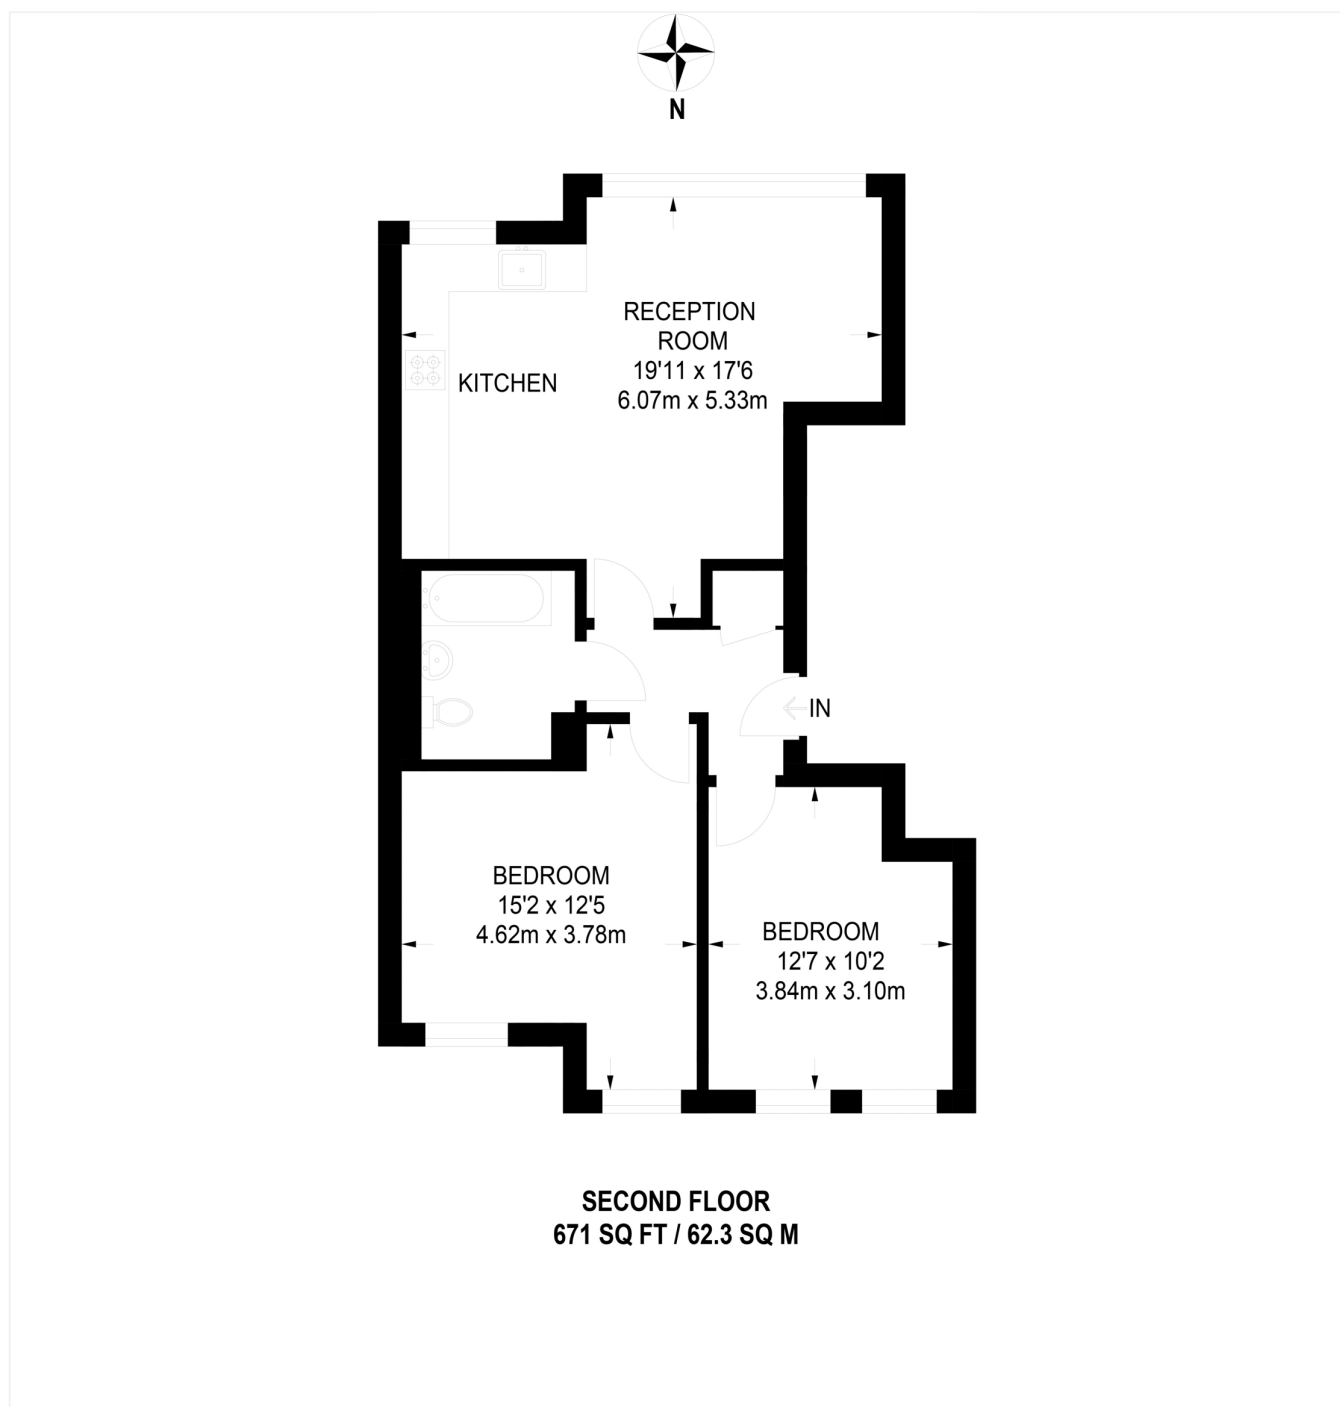 N
RECEPTION
ROOM
19'11 x 17'6
6.07m x 5.33m
KITCHEN
IN
BEDROOM
15'2 x 12'5
4.62m x 3.78m
BEDROOM
12'7 x 10'2
3.84m x 3.10m
SECOND FLOOR
671 SQ FT / 62.3 SQ M